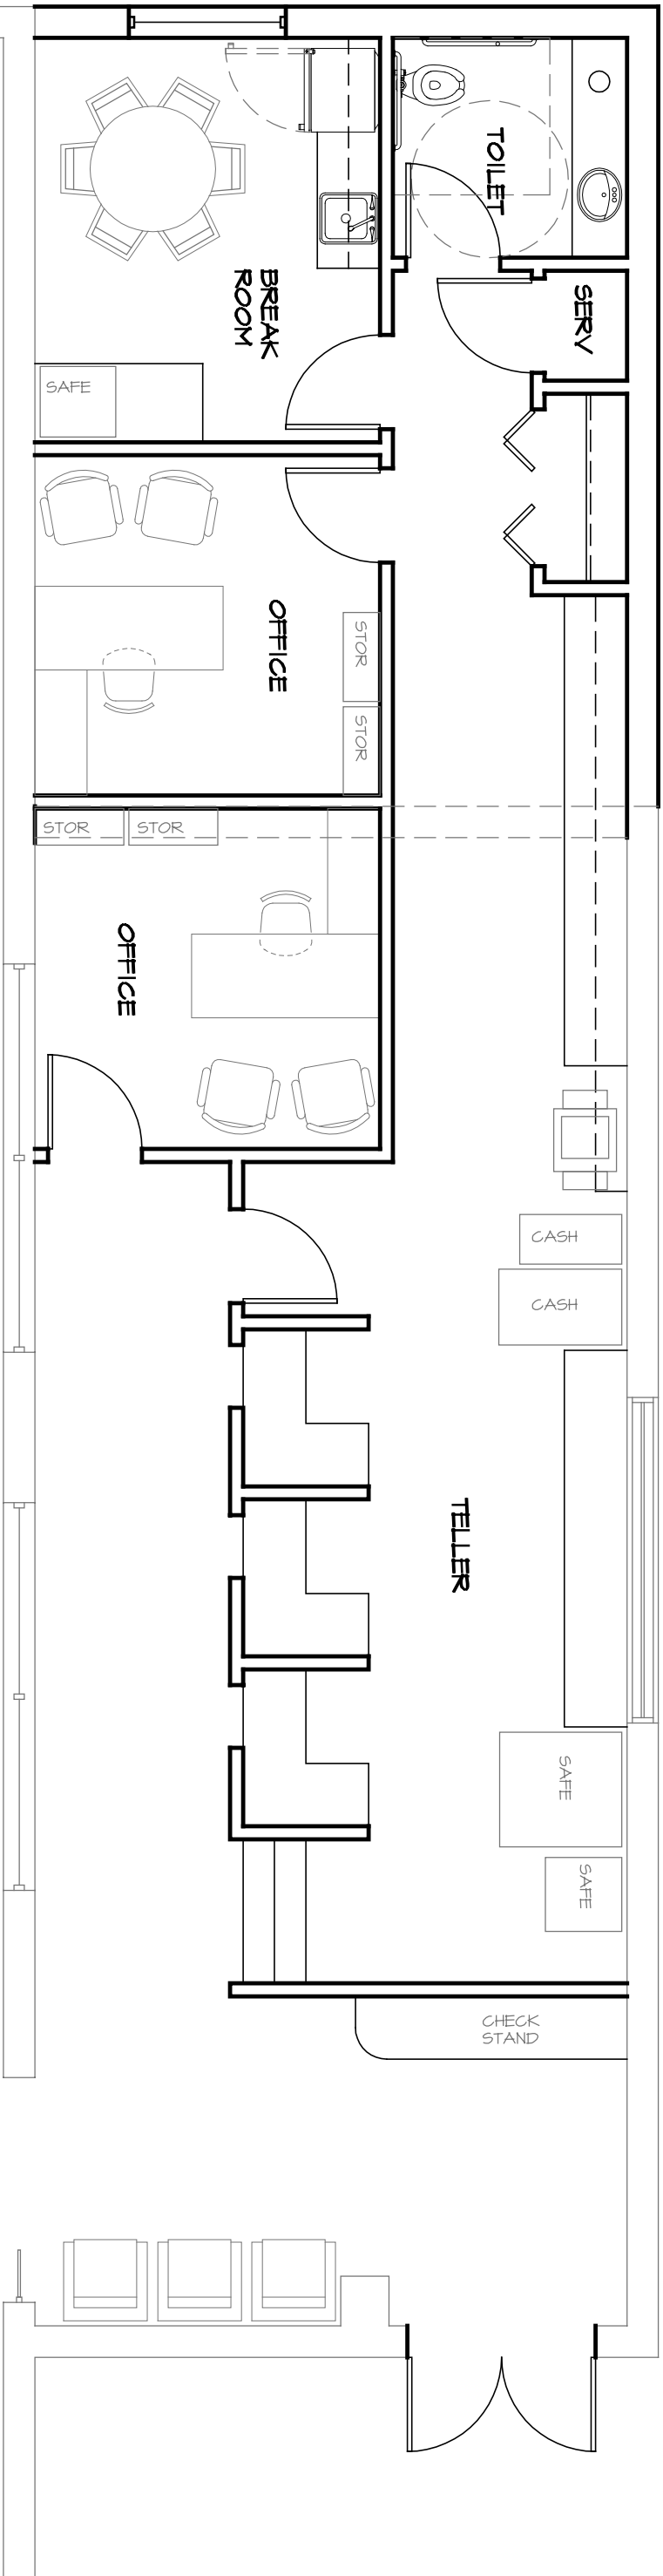 TOILET
SERV
BREAK
ROOM
SAFE
OFFICE
STOR
STOR
STOR
STOR
OFFICE
CASH
CASH
TELLER
SAFE
SAFE
CHECK
STAND